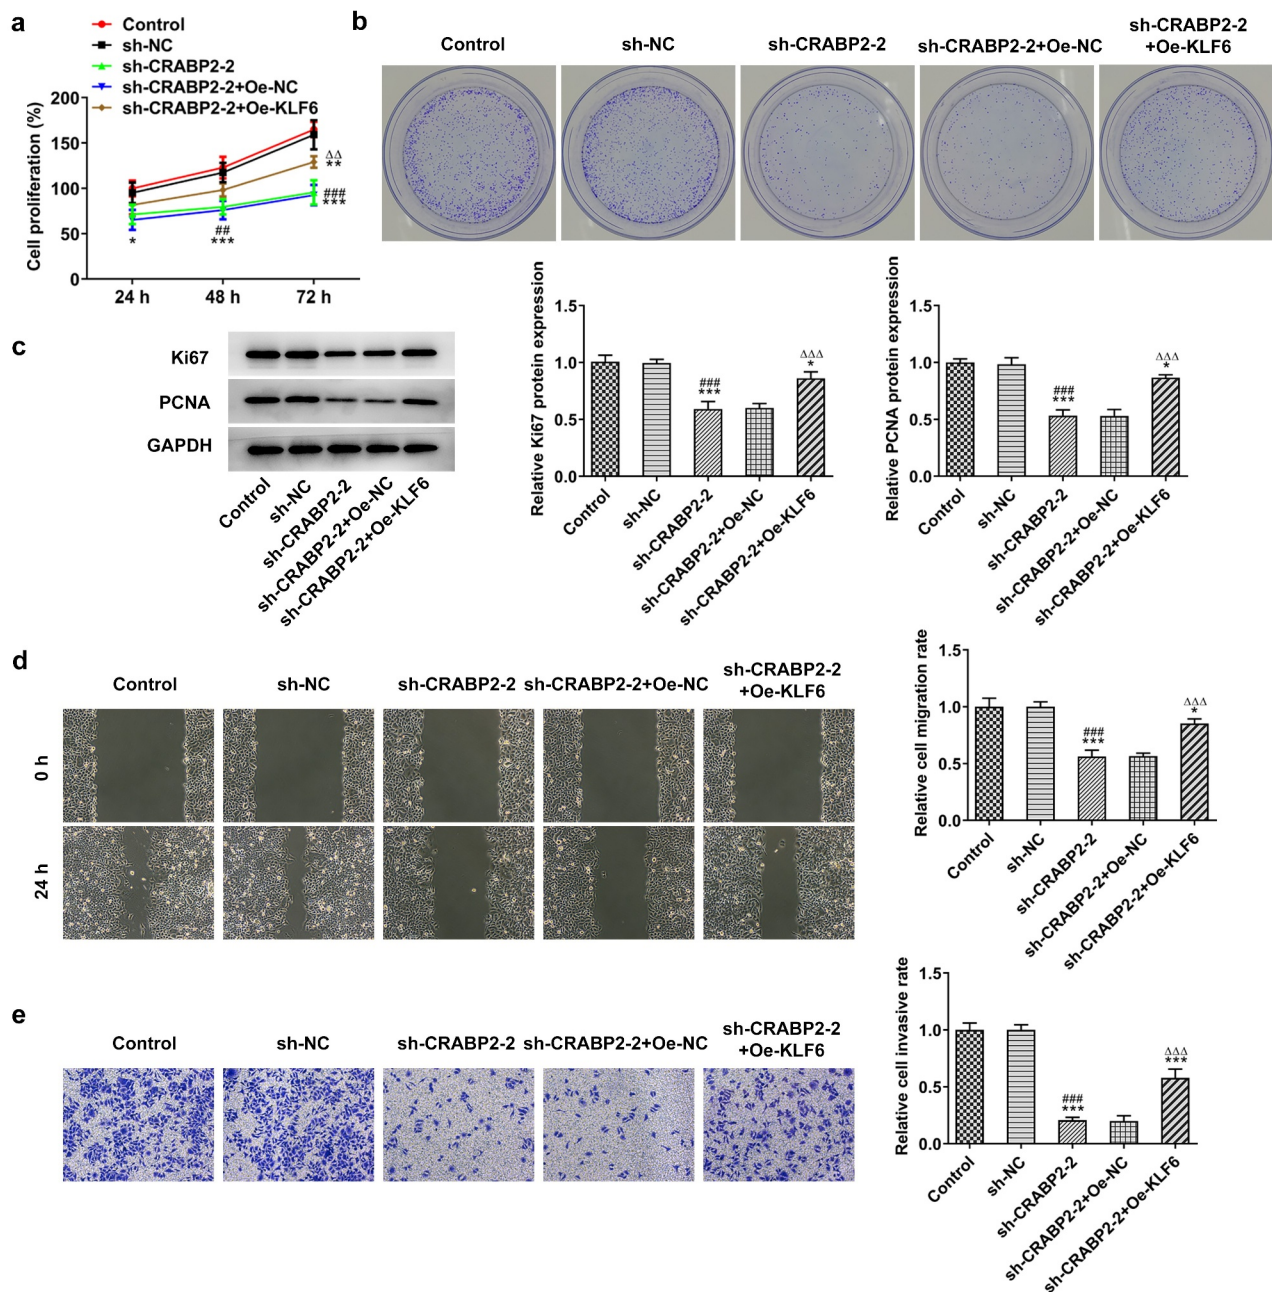 a
Control
sh-NC
sh-CRABP2-2
sh-CRABP2-2+Oe-NC
sh-CRABP2-2+Oe-KLF6
Cell proliferation (%)
200
150
100
50
0
24 h
48 h
72 h
*
##
***
ΔΔ
**
###
***
b
Control
sh-NC
sh-CRABP2-2
sh-CRABP2-2+Oe-NC
sh-CRABP2-2
+Oe-KLF6
c
Ki67
PCNA
GAPDH
Control
sh-NC
sh-CRABP2-2
sh-CRABP2-2+Oe-NC
sh-CRABP2-2+Oe-KLF6
Relative Ki67 protein expression
1.5
1.0
0.5
0.0
###
***
ΔΔΔ
*
Control
sh-NC
sh-CRABP2-2
sh-CRABP2-2+Oe-NC
sh-CRABP2-2+Oe-KLF6
Relative PCNA protein expression
1.5
1.0
0.5
0.0
###
***
ΔΔΔ
*
Control
sh-NC
sh-CRABP2-2
sh-CRABP2-2+Oe-NC
sh-CRABP2-2+Oe-KLF6
d
Control
sh-NC
sh-CRABP2-2
sh-CRABP2-2+Oe-NC
sh-CRABP2-2
+Oe-KLF6
0 h
24 h
Relative cell migration rate
1.5
1.0
0.5
0.0
###
***
ΔΔΔ
*
Control
sh-NC
sh-CRABP2-2
sh-CRABP2-2+Oe-NC
sh-CRABP2-2+Oe-KLF6
e
Control
sh-NC
sh-CRABP2-2
sh-CRABP2-2+Oe-NC
sh-CRABP2-2
+Oe-KLF6
Relative cell invasive rate
1.5
1.0
0.5
0.0
###
***
ΔΔΔ
***
Control
sh-NC
sh-CRABP2-2
sh-CRABP2-2+Oe-NC
sh-CRABP2-2+Oe-KLF6